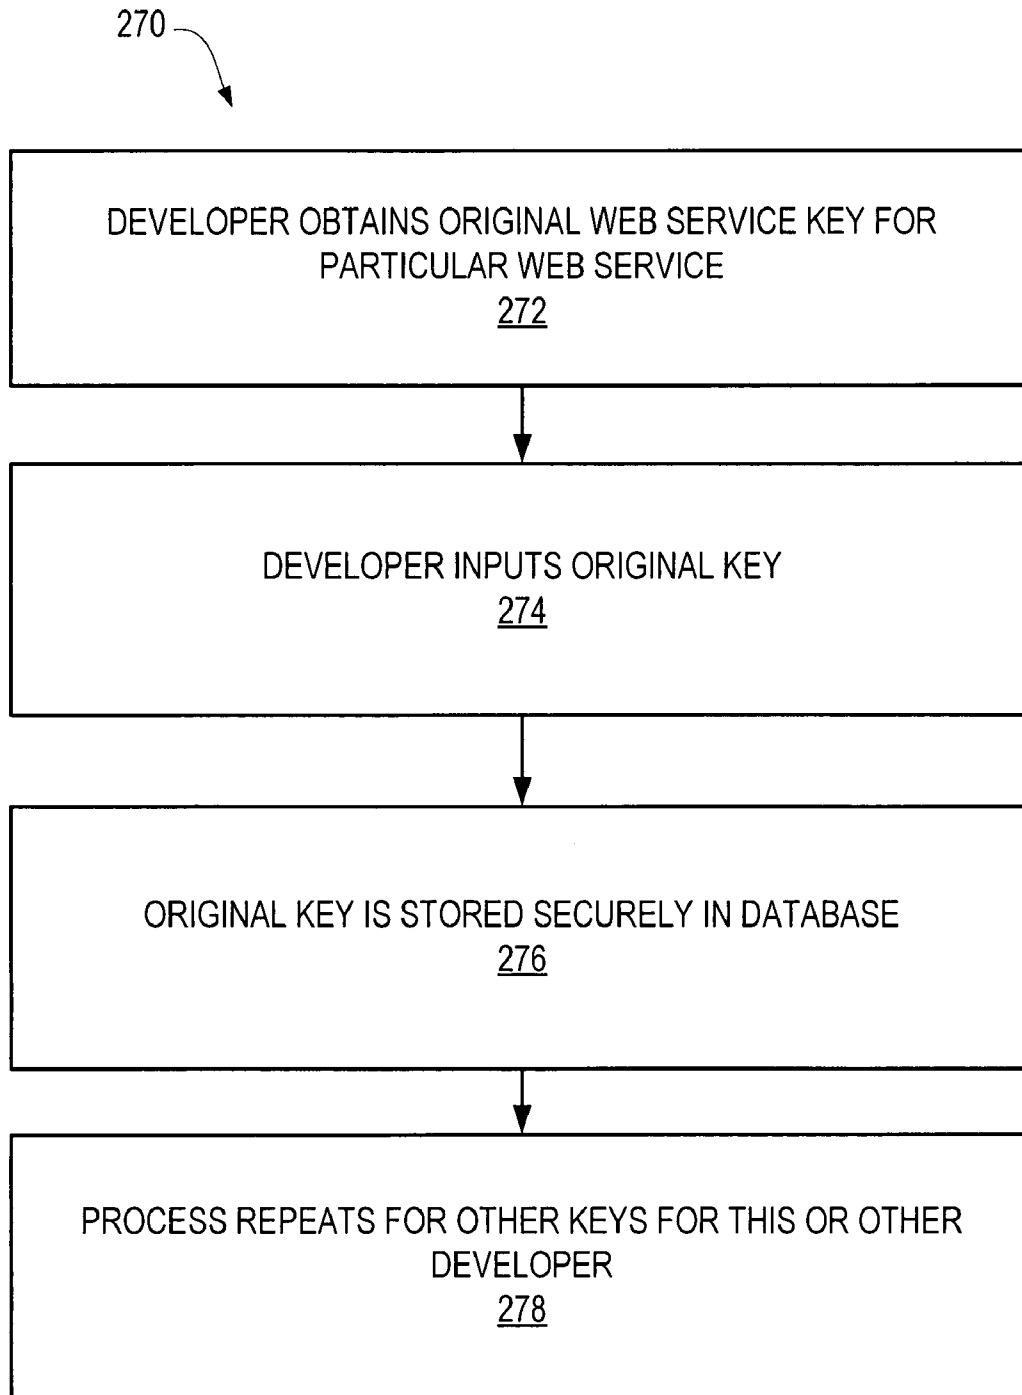 270
DEVELOPER OBTAINS ORIGINAL WEB SERVICE KEY FOR
PARTICULAR WEB SERVICE
272
DEVELOPER INPUTS ORIGINAL KEY
274
ORIGINAL KEY IS STORED SECURELY IN DATABASE
276
PROCESS REPEATS FOR OTHER KEYS FOR THIS OR OTHER
DEVELOPER
278